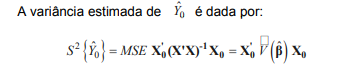 A variância estimada de Ŷ₀ é dada por:
S²{Ŷ₀} = MSE X₀'(X'X)⁻¹X₀ = X₀' V̂(β̂) X₀